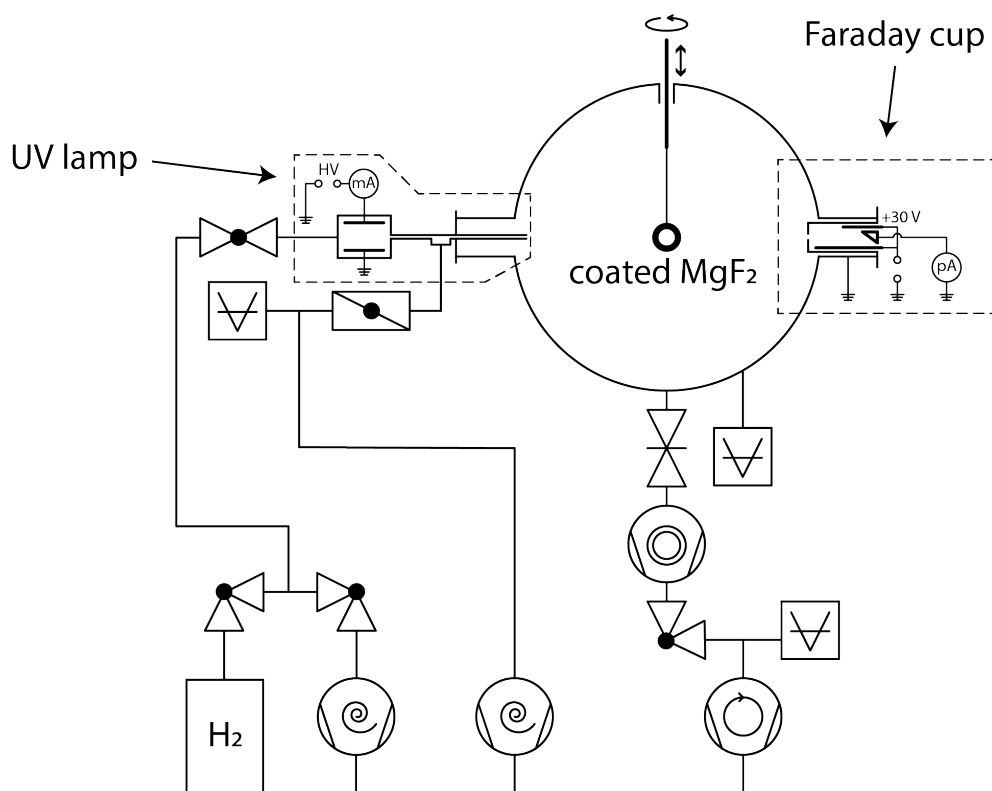 Faraday cup
UV lamp
HV
mA
+30 V
pA
coated MgF₂
H₂